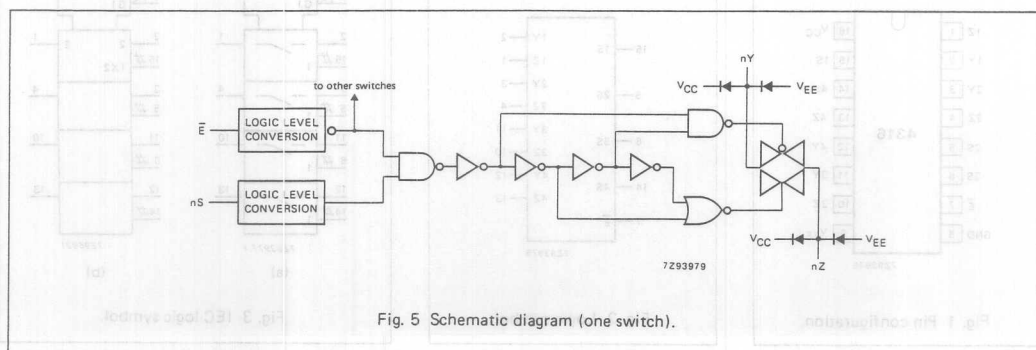 to other switches
LOGIC LEVEL
CONVERSION
E̅
nS
LOGIC LEVEL
CONVERSION
nY
VCC
VEE
VCC
VEE
nZ
7Z93979
Fig. 5 Schematic diagram (one switch).
4316
Fig. 1 Pin configuration
Fig. 3 IEC logic symbol